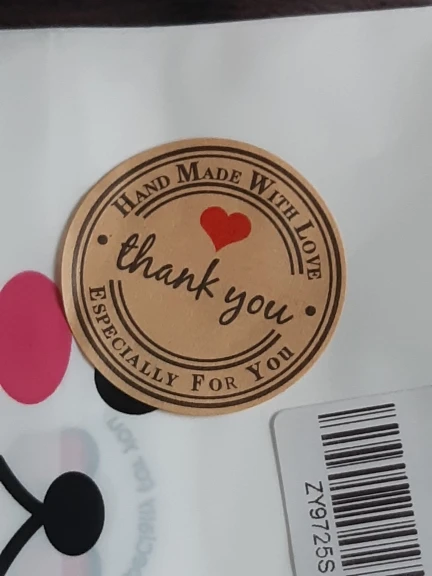 HAND MADE WITH LOVE
thank you
ESPECIALLY FOR YOU
ZY9725S